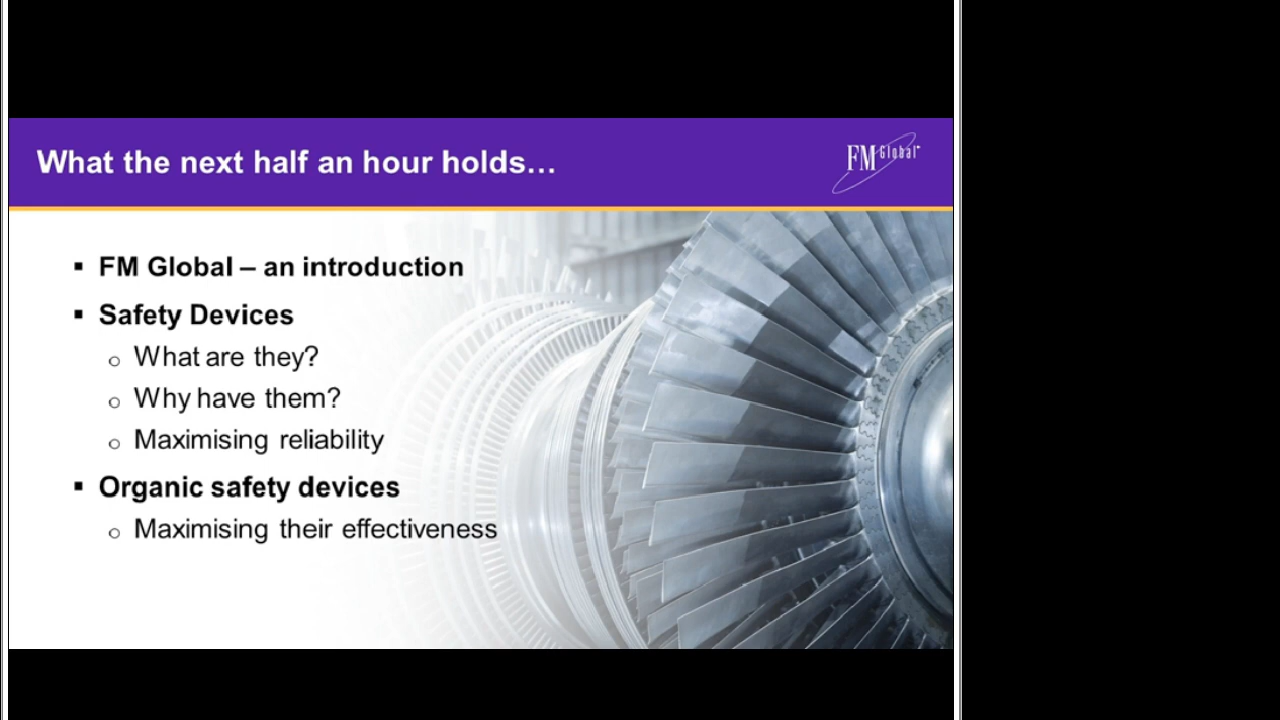 What the next half an hour holds...
FM Global
▪ FM Global – an introduction
▪ Safety Devices
o What are they?
o Why have them?
o Maximising reliability
▪ Organic safety devices
o Maximising their effectiveness